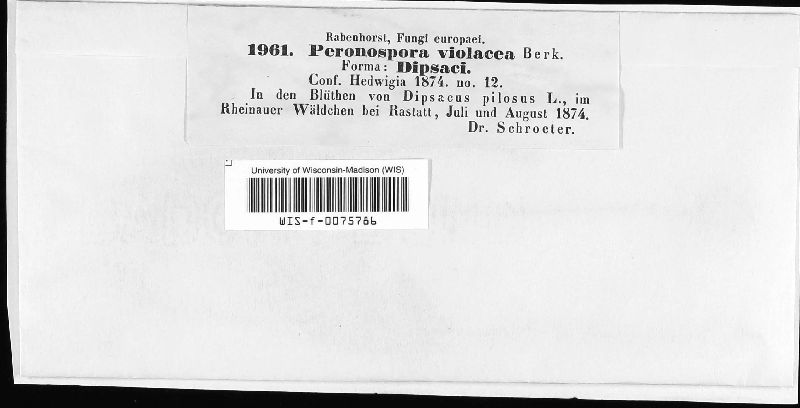 Rabenhorst, Fungi europaei.
1961. Peronospora violacea Berk.
Forma: Dipsaci.
Conf. Hedwigia 1874. no. 12.
In den Blüthen von Dipsacus pilosus L., im
Rheinauer Wäldchen bei Rastatt, Juli und August 1874.
Dr. Schroeter.
University of Wisconsin-Madison (WIS)
WIS-f-0075766